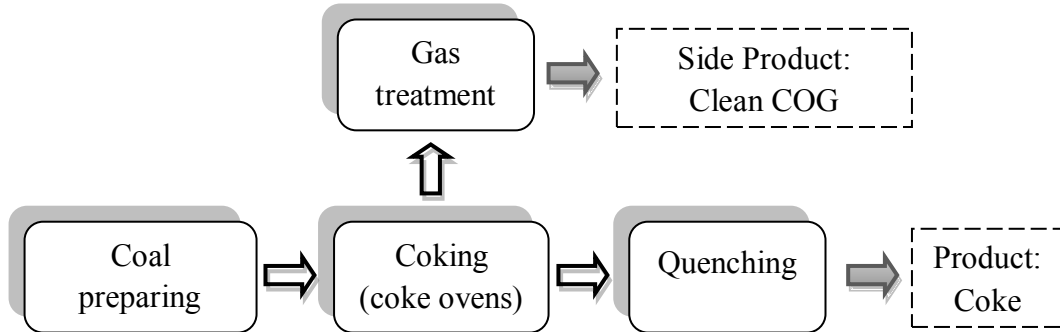 Gas
treatment
Side Product:
Clean COG
Coal
preparing
Coking
(coke ovens)
Quenching
Product:
Coke